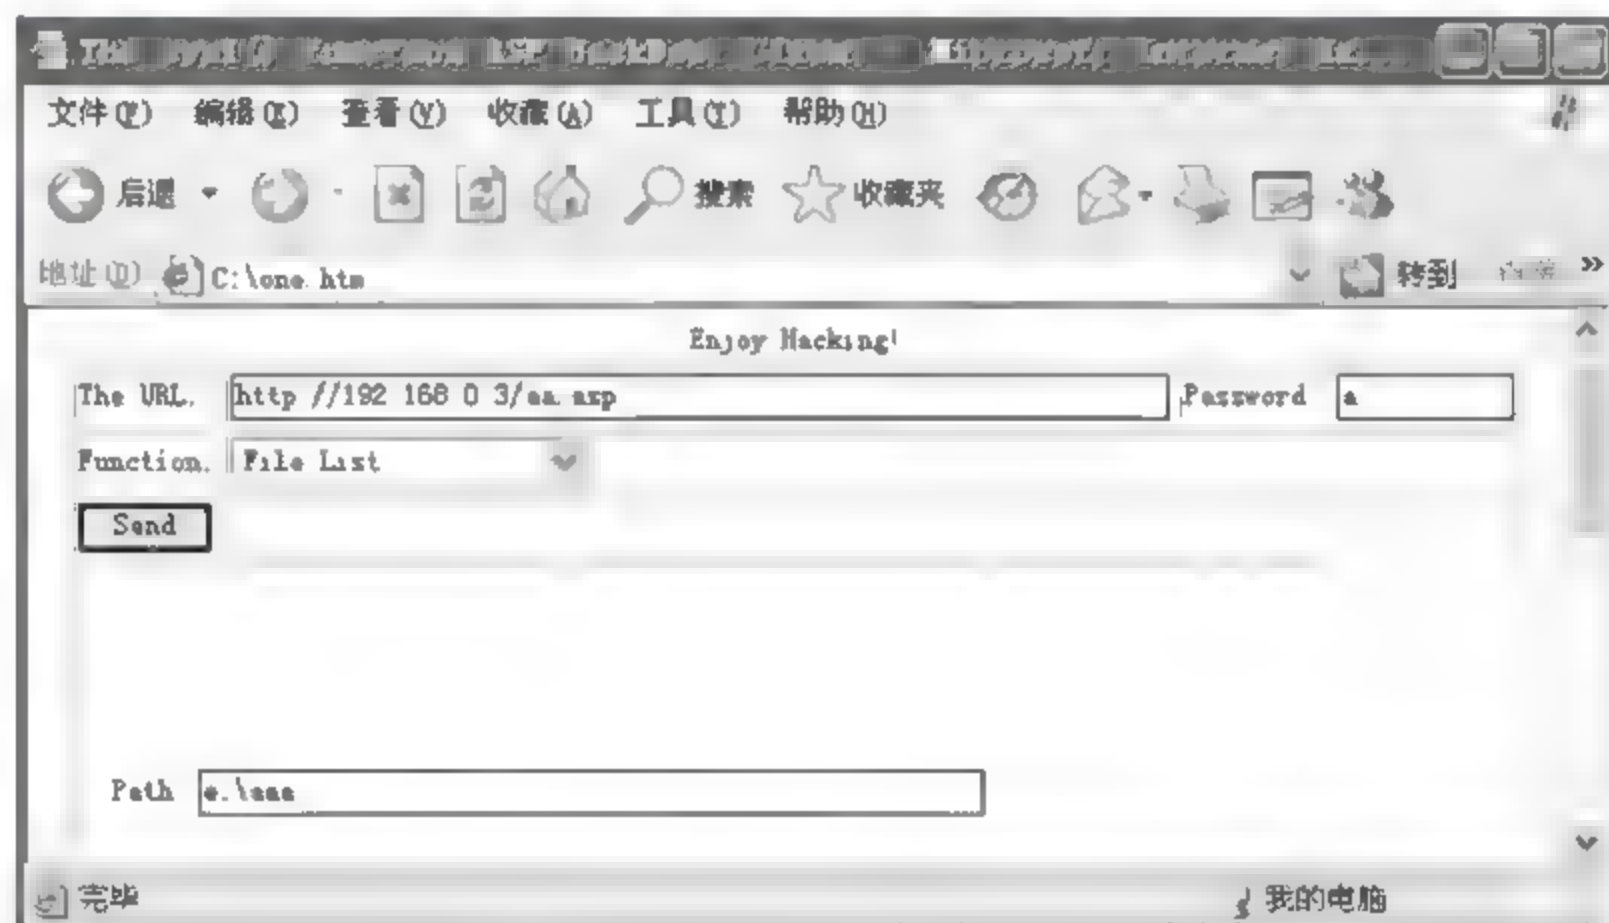 文件(F) 编辑(E) 查看(V) 收藏(A) 工具(T) 帮助(H)
后退 搜索 收藏夹
地址(D) C:\one.htm 转到
Enjoy Hacking!
The URL: http://192.168.0.3/aa.asp Password a
Function: File List
Send
Path e:\aaa
完毕 我的电脑